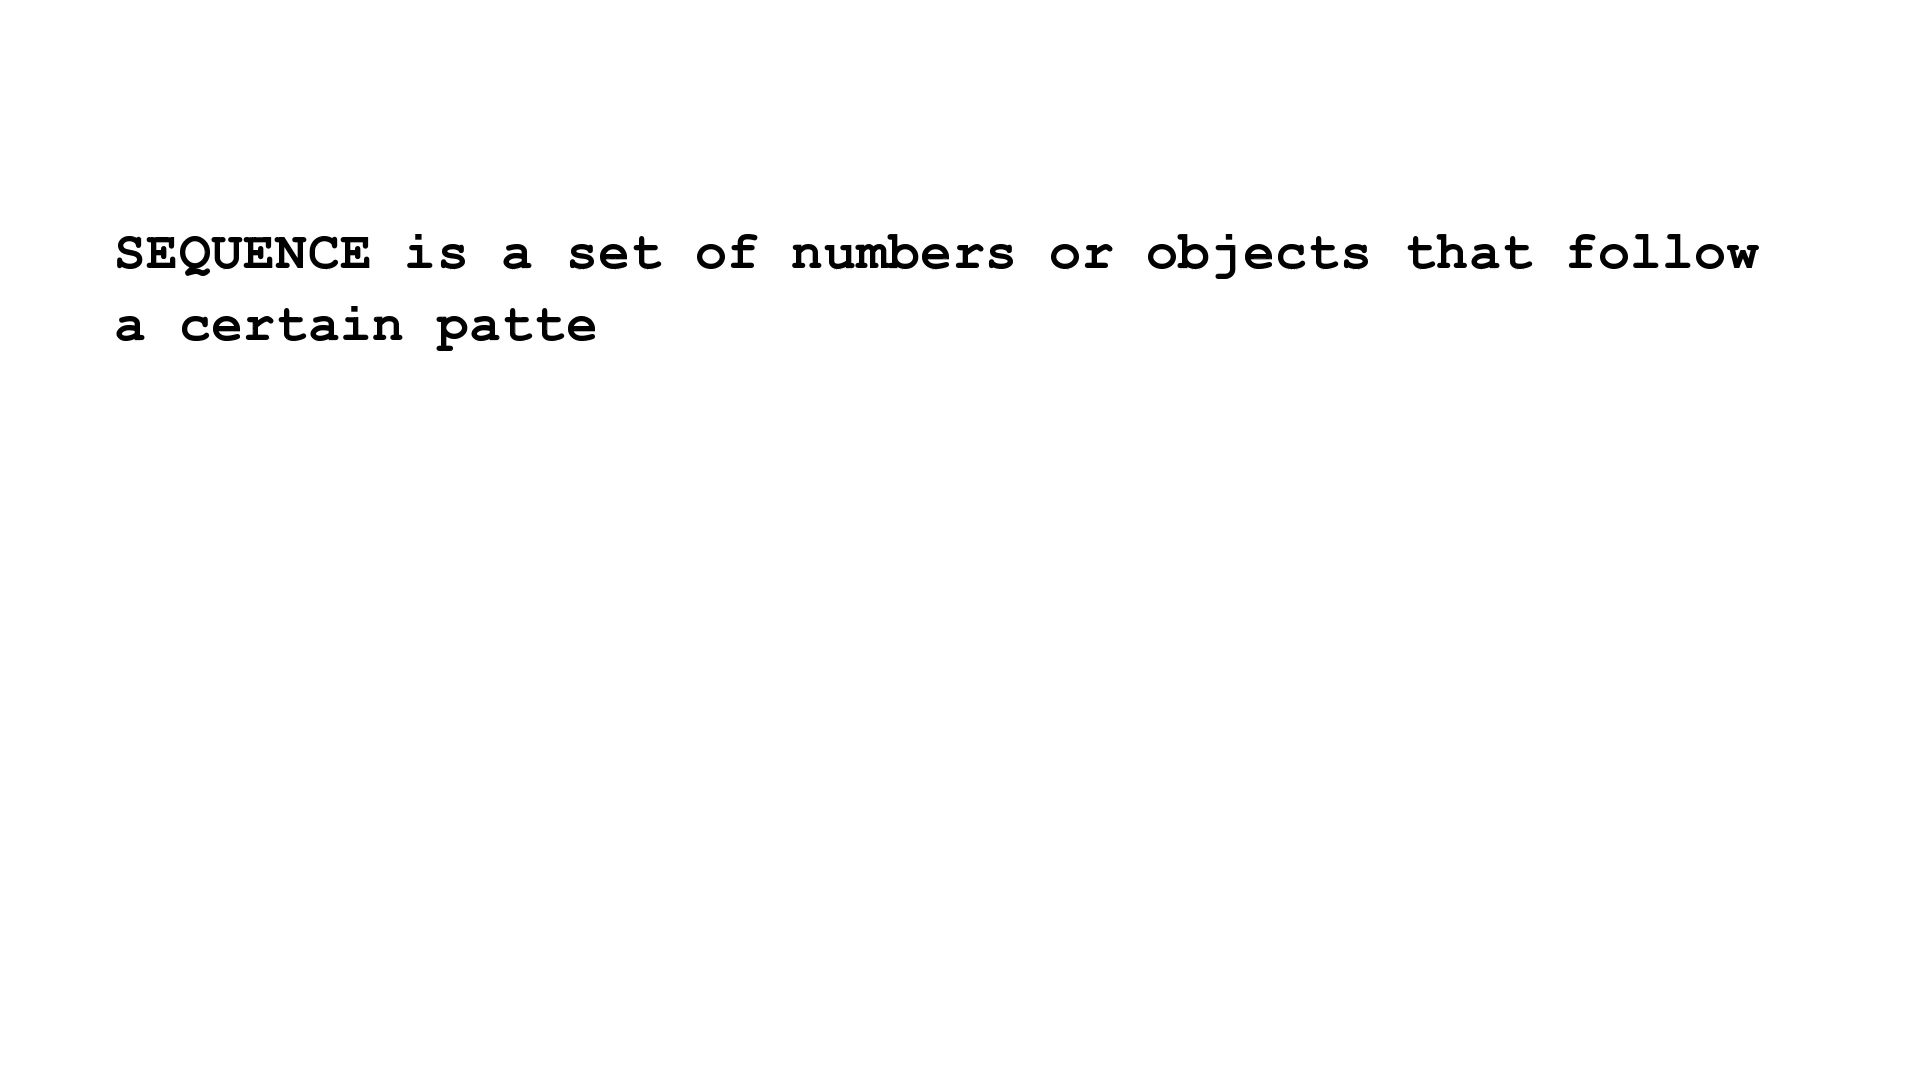 SEQUENCE is a set of numbers or objects that follow
a certain patte